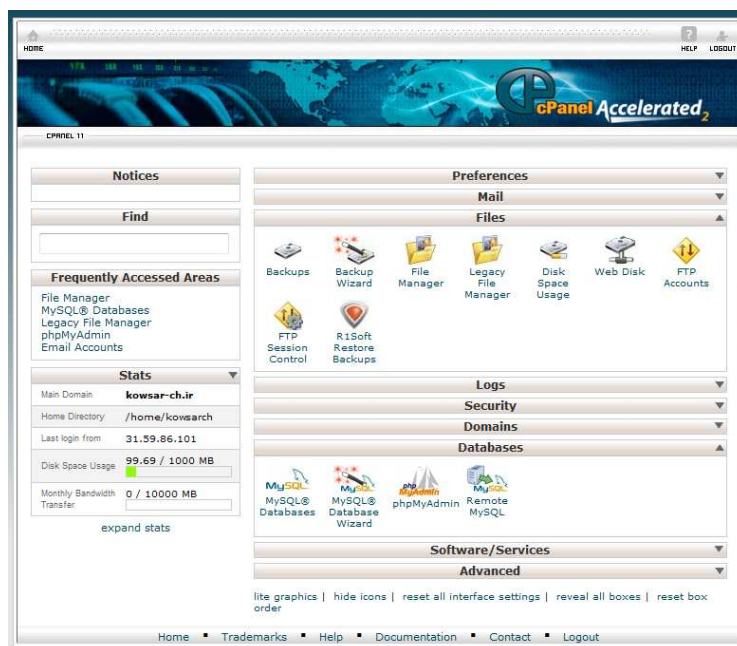 HOME
HELP
LOGOUT
cPanel Accelerated2
CPANEL 11
Notices
Find
Frequently Accessed Areas
File Manager
MySQL® Databases
Legacy File Manager
phpMyAdmin
Email Accounts
Stats
Main Domain kowsar-ch.ir
Home Directory /home/kowsarch
Last login from 31.59.86.101
Disk Space Usage 99.69 / 1000 MB
Monthly Bandwidth
Transfer
0 / 10000 MB
expand stats
Preferences
Mail
Files
Backups
Backup
Wizard
File
Manager
Legacy
File
Manager
Disk
Space
Usage
Web Disk
FTP
Accounts
FTP
Session
Control
R1Soft
Restore
Backups
Logs
Security
Domains
Databases
MySQL
MySQL®
Databases
MySQL
MySQL®
Database
Wizard
php
MyAdmin
phpMyAdmin
MySQL
Remote
MySQL
Software/Services
Advanced
lite graphics | hide icons | reset all interface settings | reveal all boxes | reset box
order
Home ▪ Trademarks ▪ Help ▪ Documentation ▪ Contact ▪ Logout